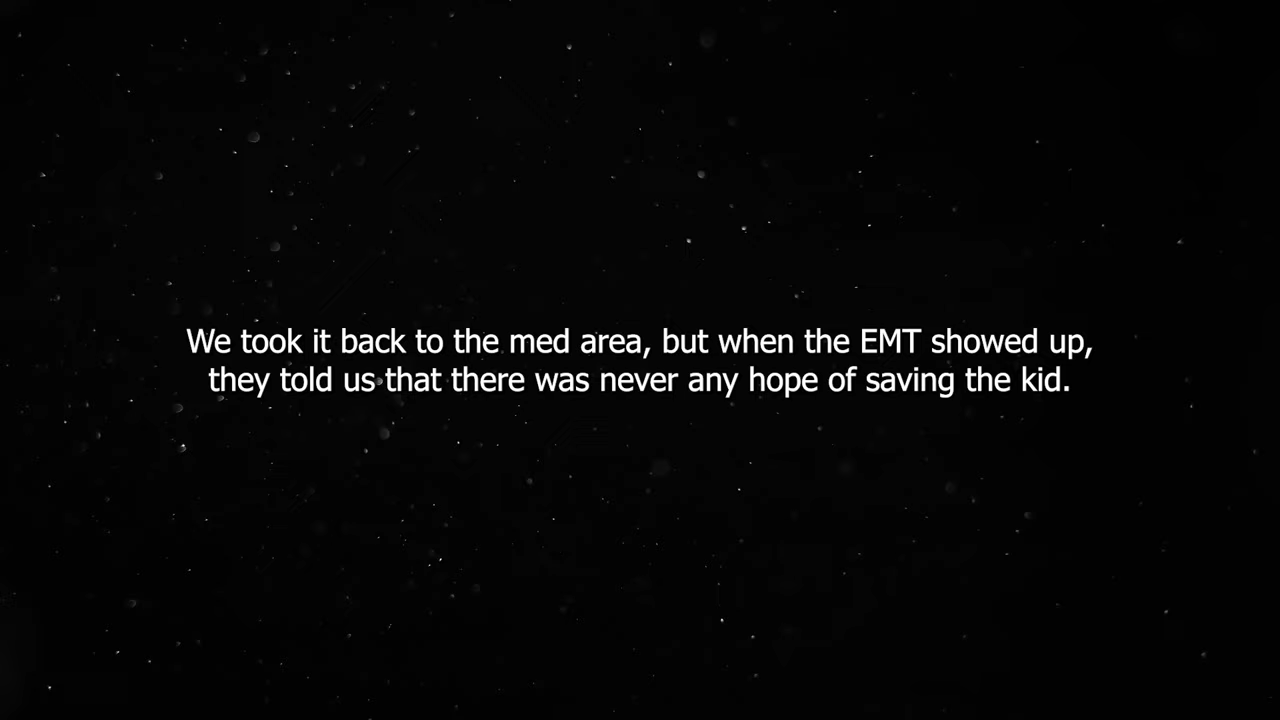 We took it back to the med area, but when the EMT showed up,
they told us that there was never any hope of saving the kid.